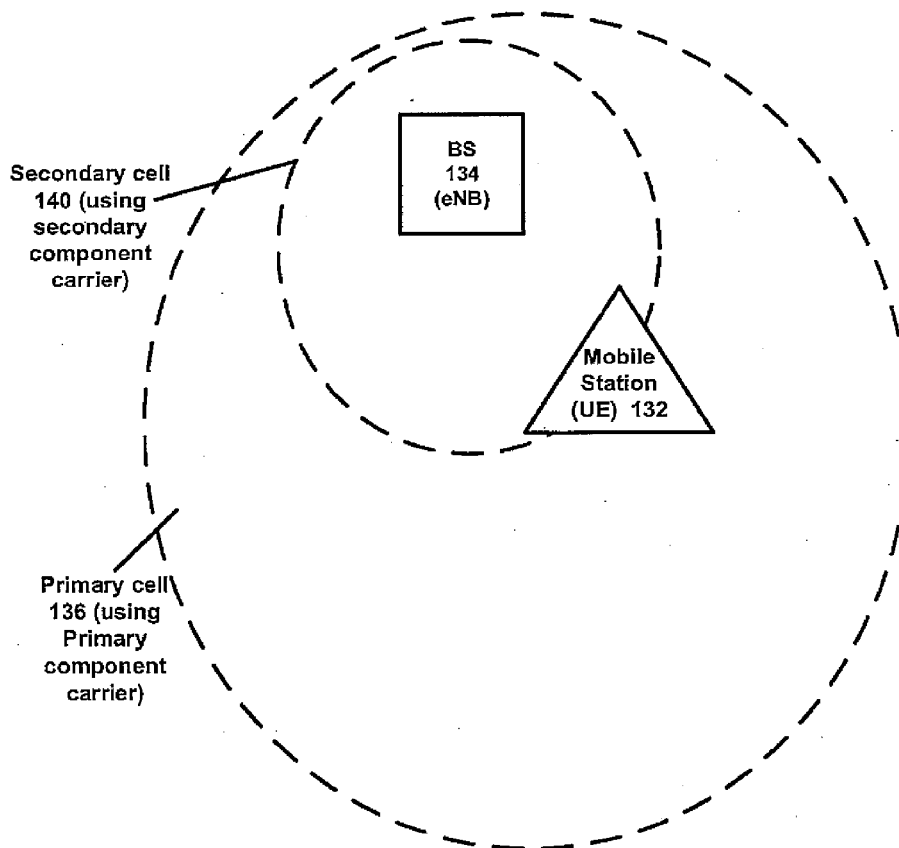 BS
134
(eNB)
Secondary cell
140 (using
secondary
component
carrier)
Mobile
Station
(UE) 132
Primary cell
136 (using
Primary
component
carrier)